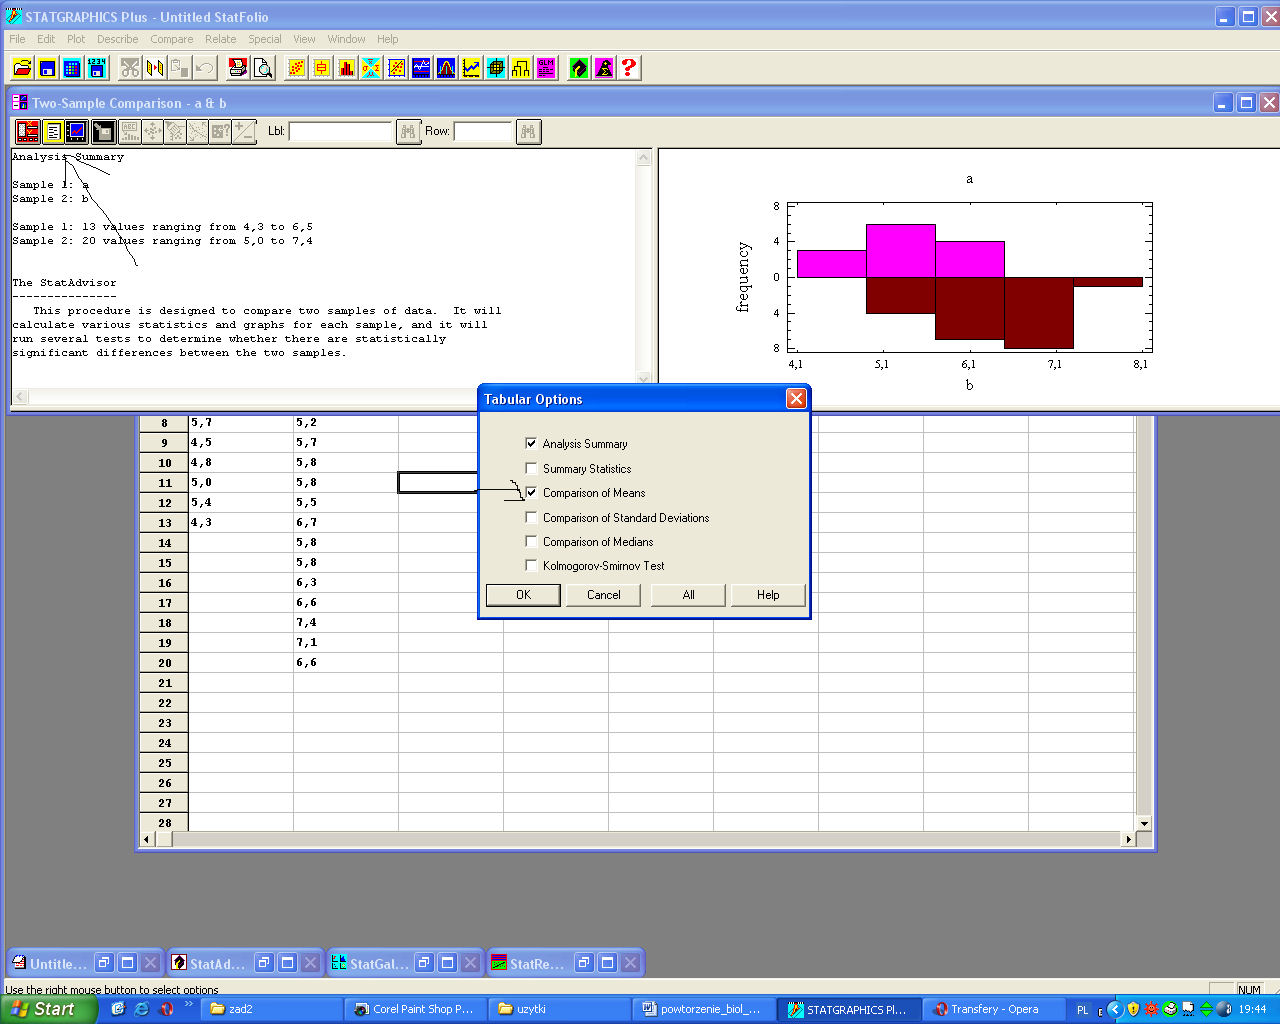 STATGRAPHICS Plus - Untitled StatFolio
File Edit Plot Describe Compare Relate Special View Window Help
1234
GLM
Two-Sample Comparison - a & b
ABC
Lbl: Row:
Analysis Summary
Sample 1: a
Sample 2: b
Sample 1: 13 values ranging from 4,3 to 6,5
Sample 2: 20 values ranging from 5,0 to 7,4
The StatAdvisor
---------------
This procedure is designed to compare two samples of data. It will
calculate various statistics and graphs for each sample, and it will
run several tests to determine whether there are statistically
significant differences between the two samples.
a
frequency
8
4
0
4
8
4,1 5,1 6,1 7,1 8,1
b
Tabular Options
Analysis Summary
Summary Statistics
Comparison of Means
Comparison of Standard Deviations
Comparison of Medians
Kolmogorov-Smirnov Test
OK Cancel All Help
8 5,7 5,2
9 4,5 5,7
10 4,8 5,8
11 5,0 5,8
12 5,4 5,5
13 4,3 6,7
14 5,8
15 5,8
16 6,3
17 6,6
18 7,4
19 7,1
20 6,6
21
22
23
24
25
26
27
28
Untitle... StatAd... StatGal... StatRe...
Use the right mouse button to select options
NUM
Start zad2 Corel Paint Shop P... uzytki powtorzenie_biol_... STATGRAPHICS Pl... Transfery - Opera PL 19:44